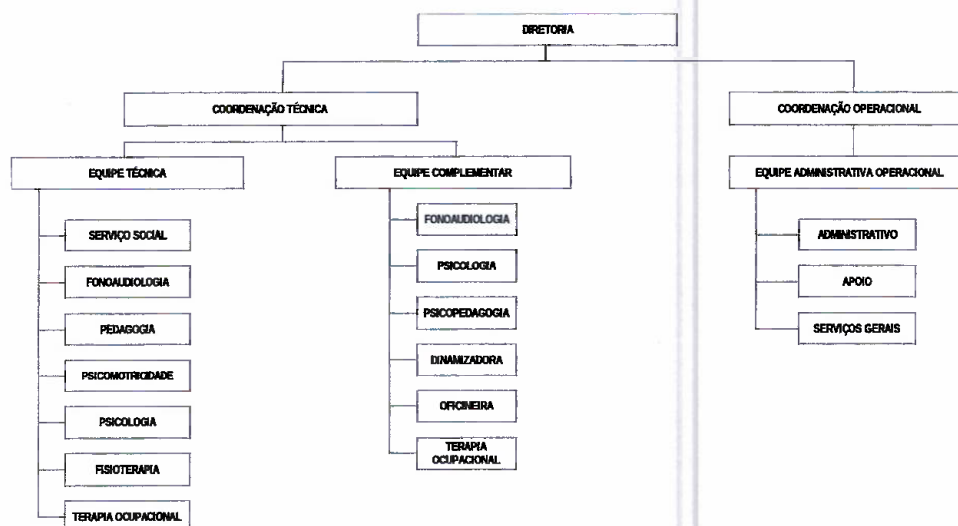 DIRETORIA
COORDENAÇÃO TÉCNICA
COORDENAÇÃO OPERACIONAL
EQUIPE TÉCNICA
EQUIPE COMPLEMENTAR
EQUIPE ADMINISTRATIVA OPERACIONAL
SERVIÇO SOCIAL
FONOAUDIOLOGIA
PEDAGOGIA
PSICOMOTRICIDADE
PSICOLOGIA
FISIOTERAPIA
TERAPIA OCUPACIONAL
FONOAUDIOLOGIA
PSICOLOGIA
PSICOPEDAGOGIA
DINAMIZADORA
OFICINEIRA
TERAPIA
OCUPACIONAL
ADMINISTRATIVO
APOIO
SERVIÇOS GERAIS